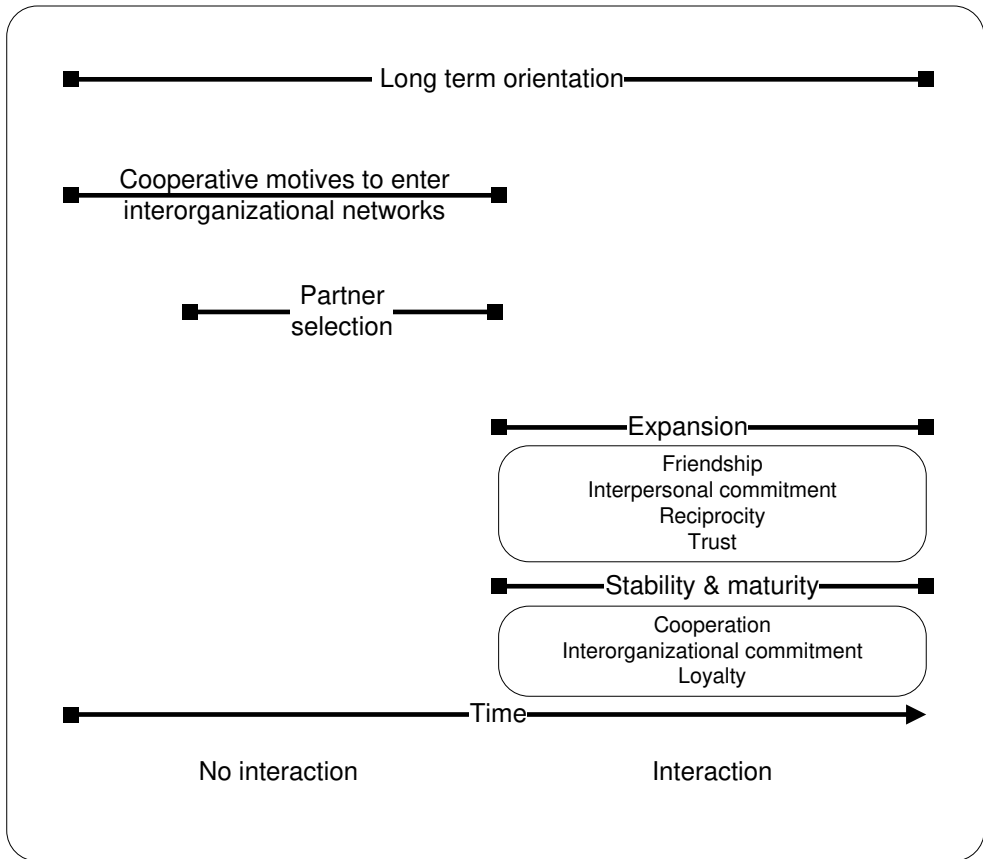 Long term orientation
Cooperative motives to enter
interorganizational networks
Partner
selection
Expansion
Friendship
Interpersonal commitment
Reciprocity
Trust
Stability & maturity
Cooperation
Interorganizational commitment
Loyalty
Time
No interaction
Interaction